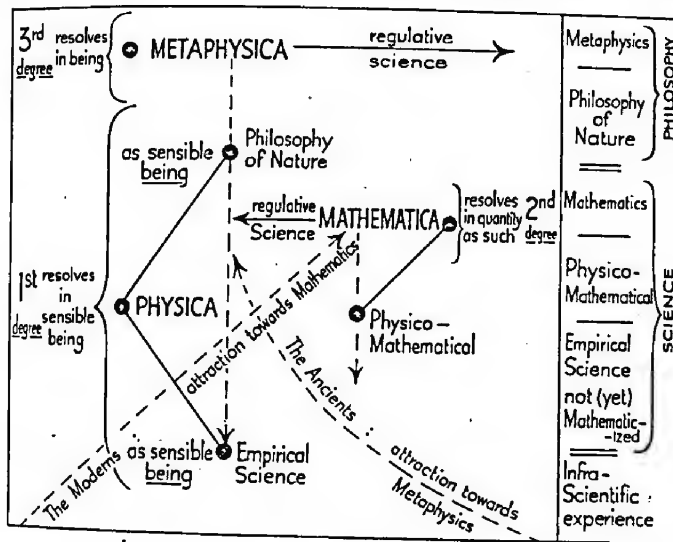 3rd degree
resolves in being
METAPHYSICA
regulative science
as sensible being
Philosophy of Nature
regulative Science
MATHEMATICA
resolves in quantity as such
2nd degree
1st degree
resolves in sensible being
PHYSICA
attraction towards Mathematics
Physico-Mathematical
The Moderns
The Ancients : attraction towards Metaphysics
as sensible being
Empirical Science
Metaphysics
Philosophy of Nature
PHILOSOPHY
Mathematics
Physico-
Mathematical
Empirical
Science
not (yet)
Mathematic-
-ized
SCIENCE
Infra-
Scientific
experience